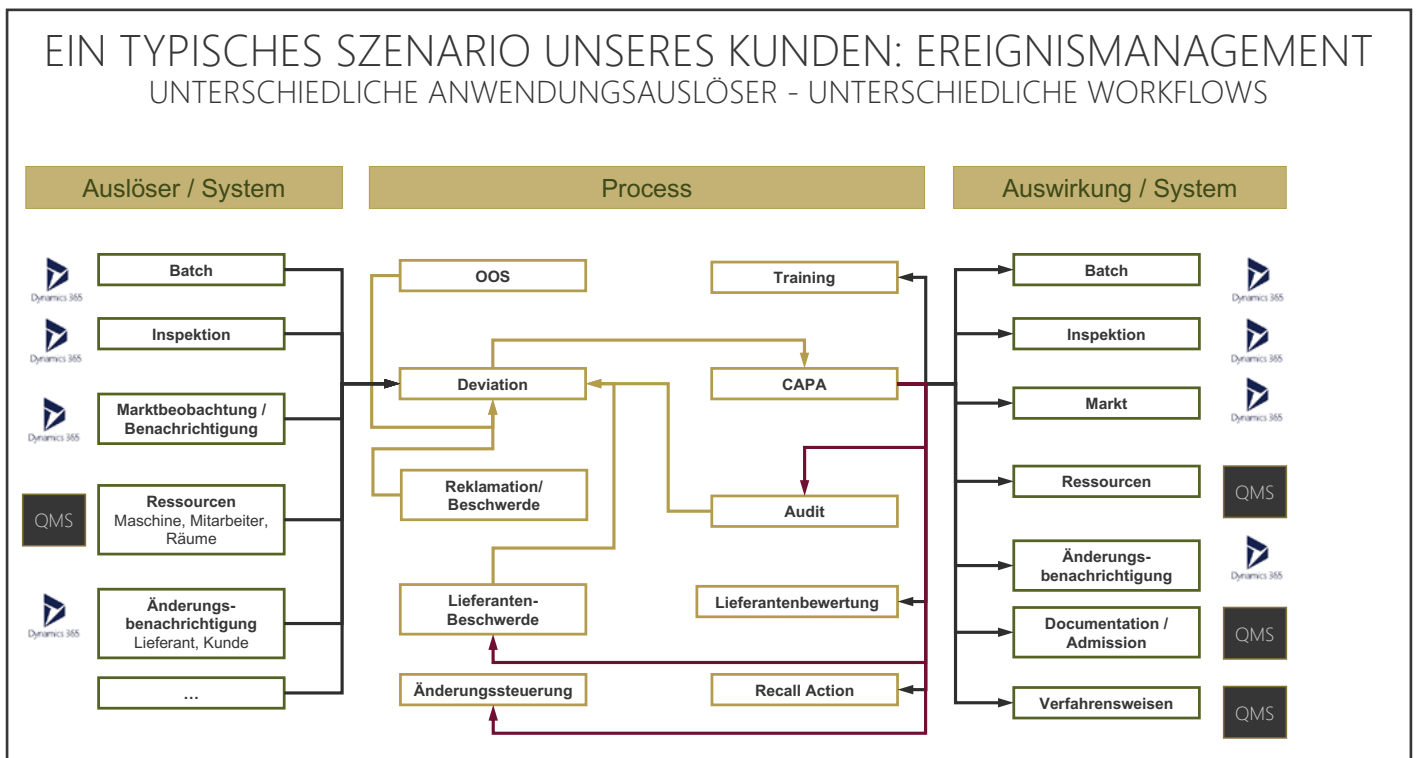 EIN TYPISCHES SZENARIO UNSERES KUNDEN: EREIGNISMANAGEMENT
UNTERSCHIEDLICHE ANWENDUNGSAUSLÖSER - UNTERSCHIEDLICHE WORKFLOWS
Auslöser / System
Dynamics 365
Batch
Dynamics 365
Inspektion
Dynamics 365
Marktbeobachtung /
Benachrichtigung
QMS
Ressourcen
Maschine, Mitarbeiter,
Räume
Dynamics 365
Änderungs-
benachrichtigung
Lieferant, Kunde
...
Process
OOS
Training
Deviation
CAPA
Reklamation/
Beschwerde
Audit
Lieferanten-
Beschwerde
Lieferantenbewertung
Änderungssteuerung
Recall Action
Auswirkung / System
Batch
Dynamics 365
Inspektion
Dynamics 365
Markt
Dynamics 365
Ressourcen
QMS
Änderungs-
benachrichtigung
Dynamics 365
Documentation /
Admission
QMS
Verfahrensweisen
QMS